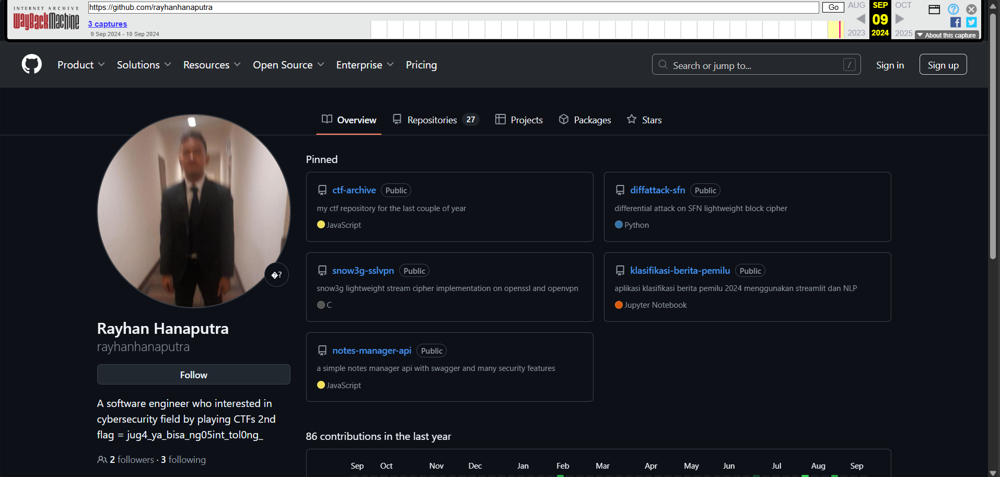 INTERNET ARCHIVE
WayBackMachine
https://github.com/rayhanhanaputra
Go
3 captures
9 Sep 2024 - 10 Sep 2024
AUG
SEP
OCT
09
2023
2024
2025
About this capture
Product
Solutions
Resources
Open Source
Enterprise
Pricing
Search or jump to...
/
Sign in
Sign up
Overview
Repositories 27
Projects
Packages
Stars
�?
Rayhan Hanaputra
rayhanhanaputra
Follow
A software engineer who interested in
cybersecurity field by playing CTFs 2nd
flag = jug4_ya_bisa_ng05int_tol0ng_
2 followers · 3 following
Pinned
ctf-archive Public
my ctf repository for the last couple of year
JavaScript
diffattack-sfn Public
differential attack on SFN lightweight block cipher
Python
snow3g-sslvpn Public
snow3g lightweight stream cipher implementation on openssl and openvpn
C
klasifikasi-berita-pemilu Public
aplikasi klasifikasi berita pemilu 2024 menggunakan streamlit dan NLP
Jupyter Notebook
notes-manager-api Public
a simple notes manager api with swagger and many security features
JavaScript
86 contributions in the last year
Sep Oct Nov Dec Jan Feb Mar Apr May Jun Jul Aug Sep